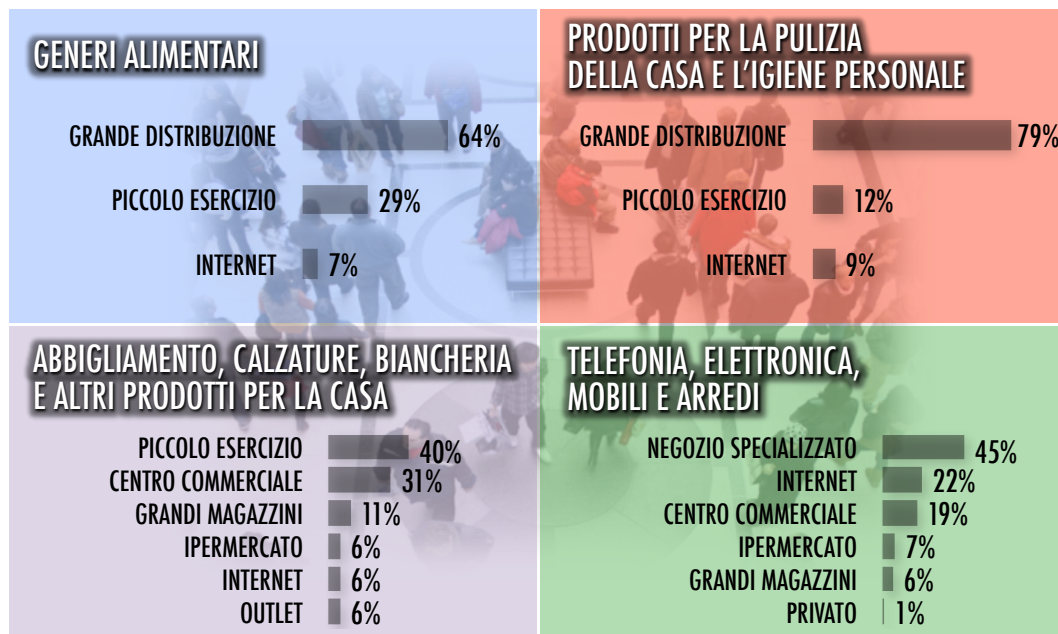 GENERI ALIMENTARI
GRANDE DISTRIBUZIONE 64%
PICCOLO ESERCIZIO 29%
INTERNET 7%
PRODOTTI PER LA PULIZIA
DELLA CASA E L'IGIENE PERSONALE
GRANDE DISTRIBUZIONE 79%
PICCOLO ESERCIZIO 12%
INTERNET 9%
ABBIGLIAMENTO, CALZATURE, BIANCHERIA
E ALTRI PRODOTTI PER LA CASA
PICCOLO ESERCIZIO 40%
CENTRO COMMERCIALE 31%
GRANDI MAGAZZINI 11%
IPERMERCATO 6%
INTERNET 6%
OUTLET 6%
TELEFONIA, ELETTRONICA,
MOBILI E ARREDI
NEGOZIO SPECIALIZZATO 45%
INTERNET 22%
CENTRO COMMERCIALE 19%
IPERMERCATO 7%
GRANDI MAGAZZINI 6%
PRIVATO 1%